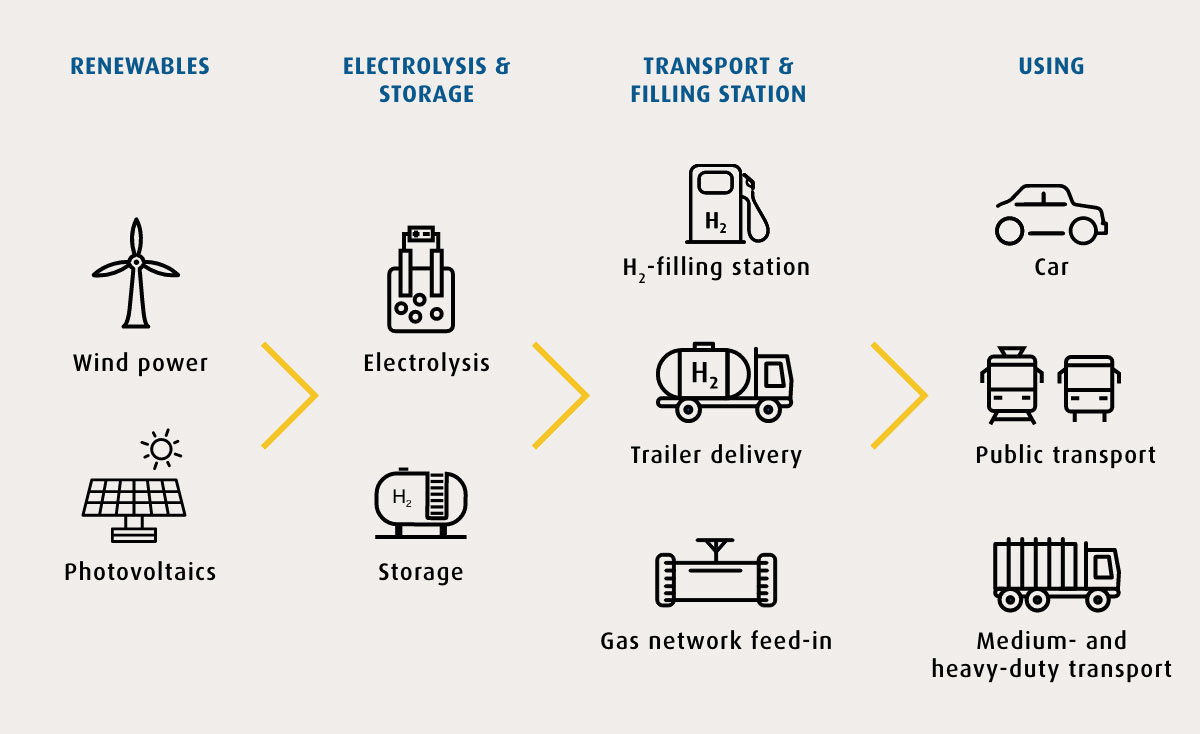 RENEWABLES
Wind power
Photovoltaics
ELECTROLYSIS &
STORAGE
Electrolysis
H₂
Storage
TRANSPORT &
FILLING STATION
H₂
H₂-filling station
H₂
Trailer delivery
Gas network feed-in
USING
Car
Public transport
Medium- and
heavy-duty transport